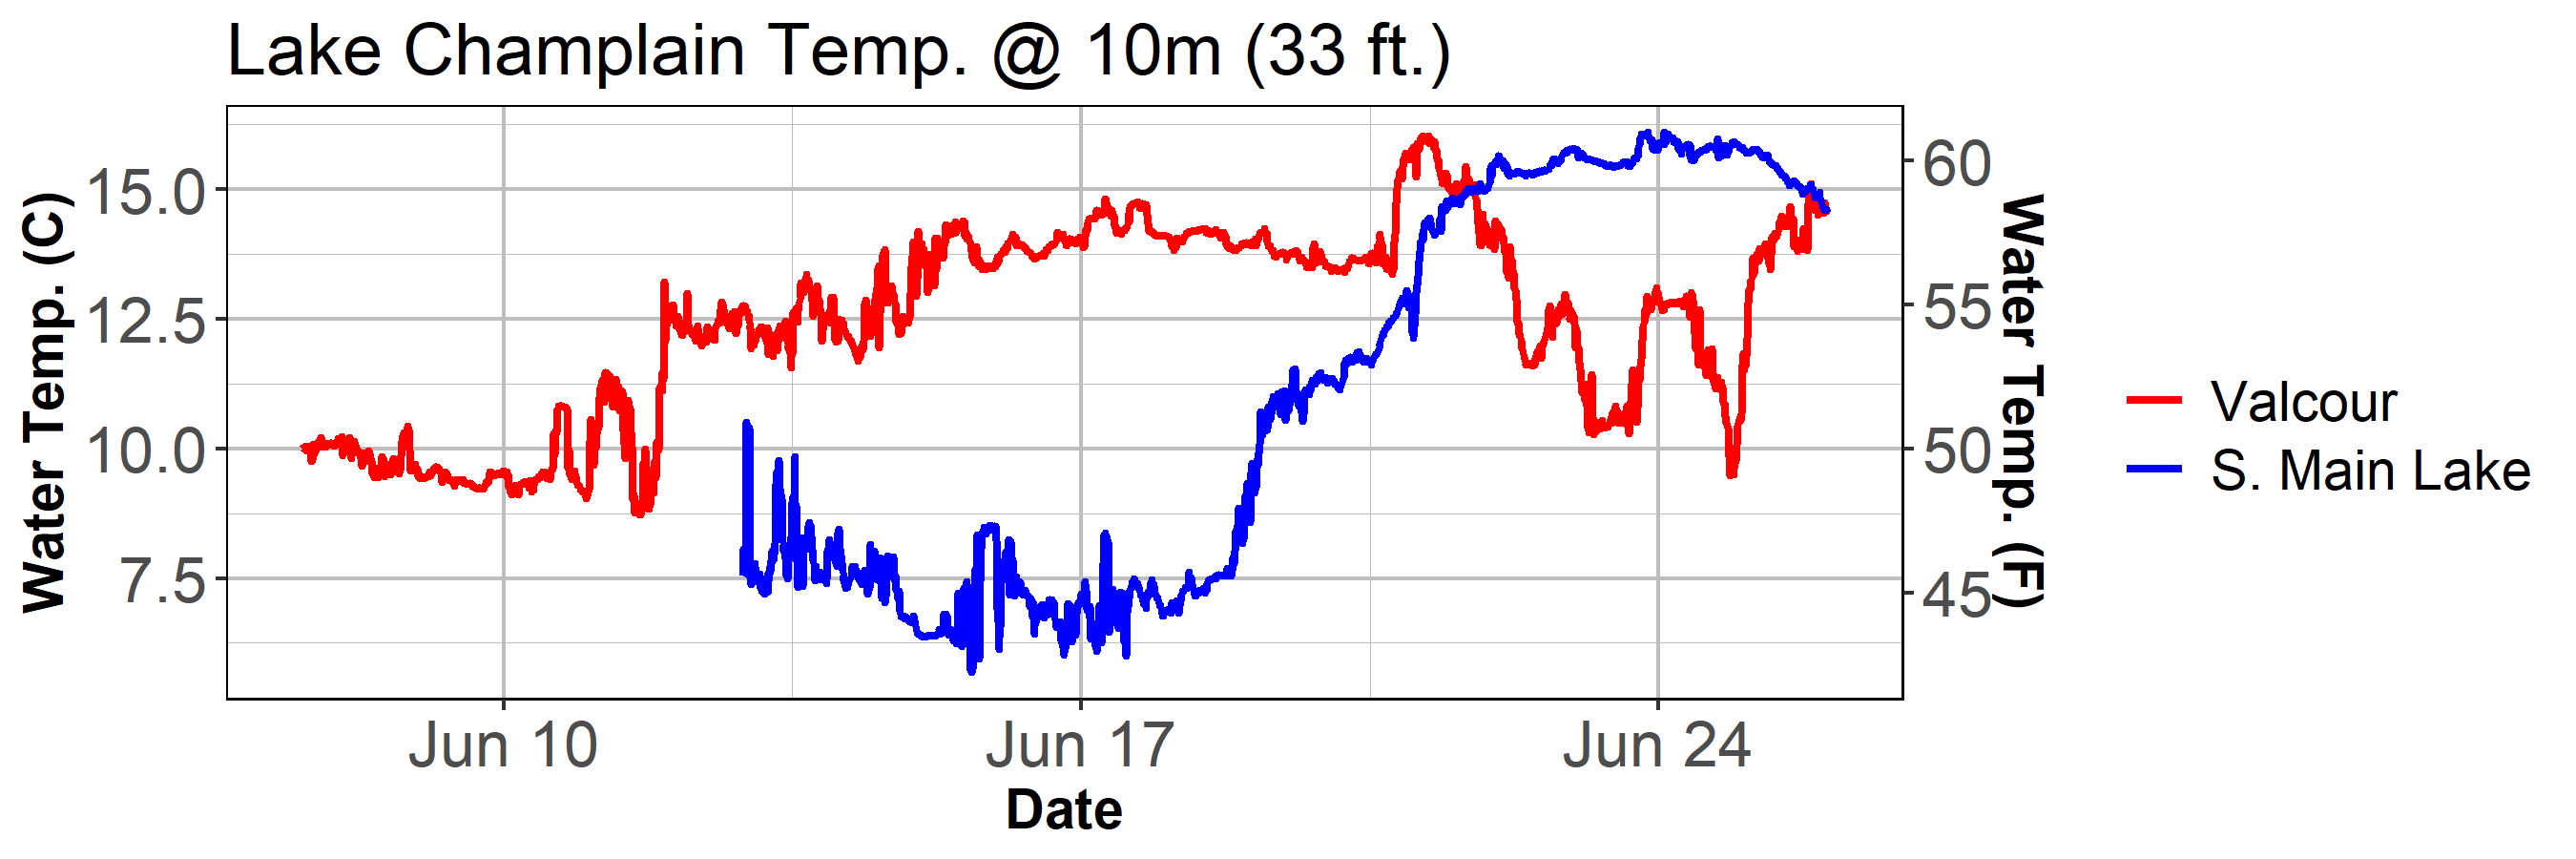 Lake Champlain Temp. @ 10m (33 ft.)
Water Temp. (C)
15.0
12.5
10.0
7.5
60
55
50
45
Water Temp. (F)
Jun 10
Jun 17
Jun 24
Date
Valcour
S. Main Lake